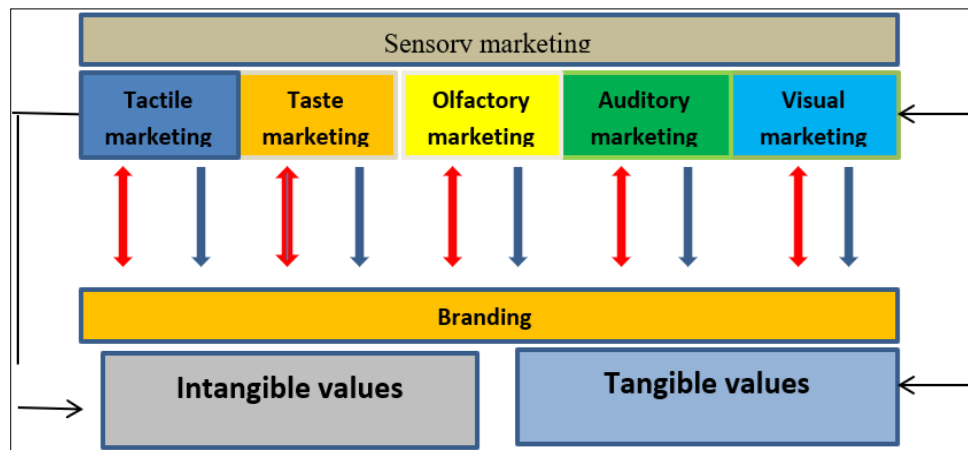 Sensory marketing
Tactile
marketing
Taste
marketing
Olfactory
marketing
Auditory
marketing
Visual
marketing
Branding
Intangible values
Tangible values